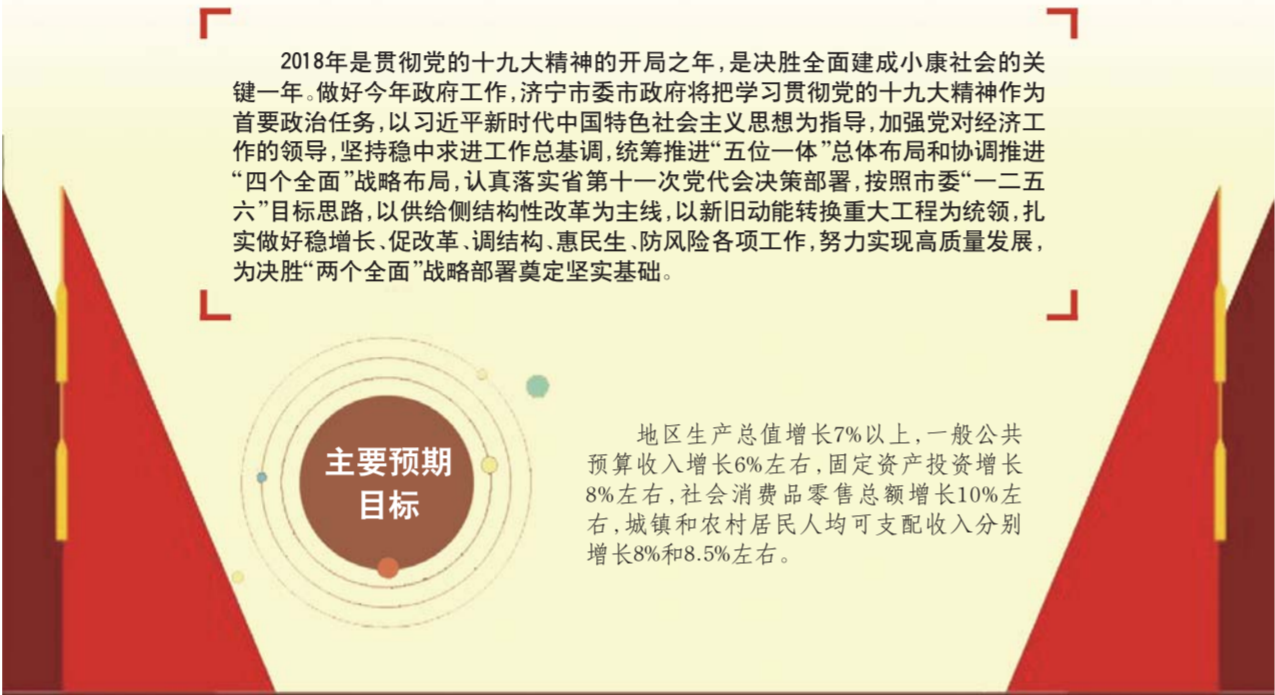 2018年是贯彻党的十九大精神的开局之年，是决胜全面建成小康社会的关
键一年。做好今年政府工作，济宁市委市政府将把学习贯彻党的十九大精神作为
首要政治任务，以习近平新时代中国特色社会主义思想为指导，加强党对经济工
作的领导，坚持稳中求进工作总基调，统筹推进“五位一体”总体布局和协调推进
“四个全面”战略布局，认真落实省第十一次党代会决策部署，按照市委“一二五
六”目标思路，以供给侧结构性改革为主线，以新旧动能转换重大工程为统领，扎
实做好稳增长、促改革、调结构、惠民生、防风险各项工作，努力实现高质量发展，
为决胜“两个全面”战略部署奠定坚实基础。
主要预期
目标
地区生产总值增长7%以上，一般公共
预算收入增长6%左右，固定资产投资增长
8%左右，社会消费品零售总额增长10%左
右，城镇和农村居民人均可支配收入分别
增长8%和8.5%左右。